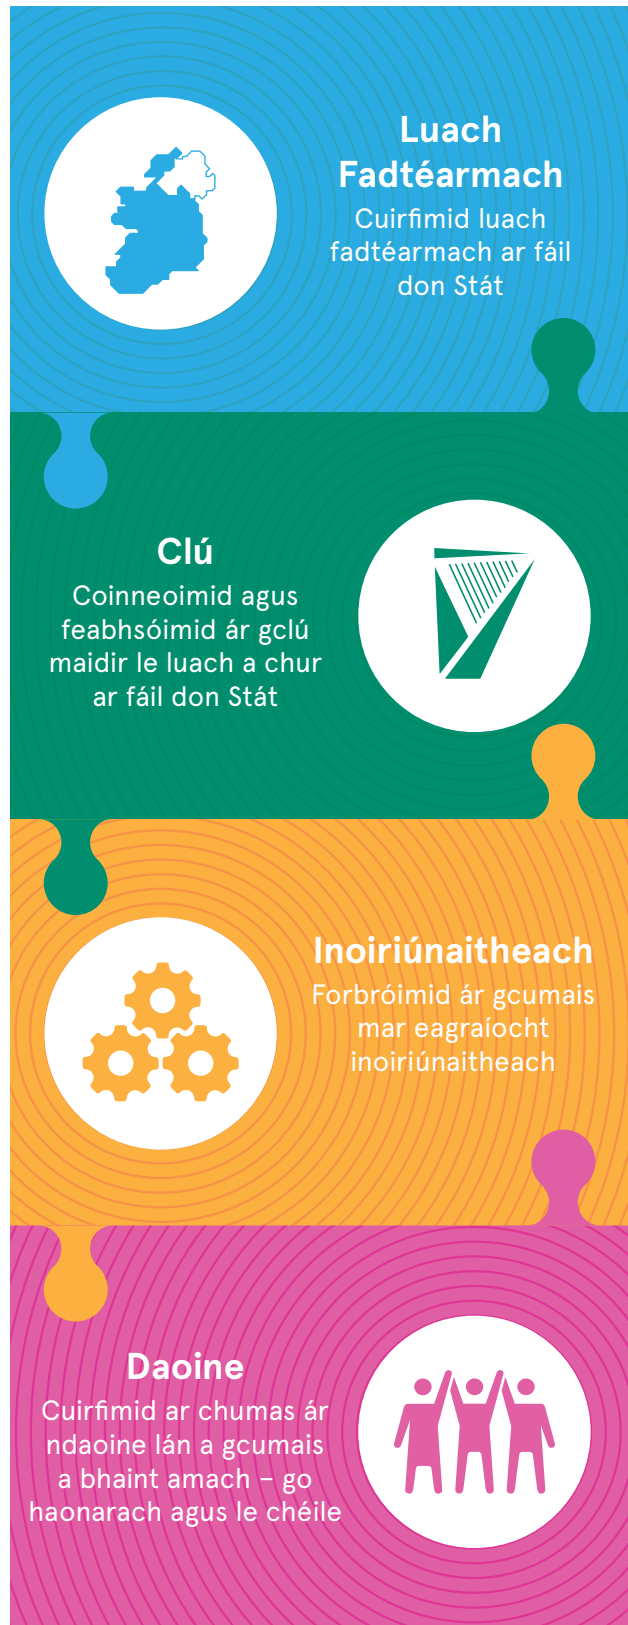 Luach
Fadtéarmach
Cuirfimid luach
fadtéarmach ar fáil
don Stát
Clú
Coinneoimid agus
feabhsóimid ár gclú
maidir le luach a chur
ar fáil don Stát
Inoiriúnaitheach
Forbróimid ár gcumais
mar eagraíocht
inoiriúnaitheach
Daoine
Cuirfimid ar chumas ár
ndaoine lán a gcumais
a bhaint amach – go
haonarach agus le chéile